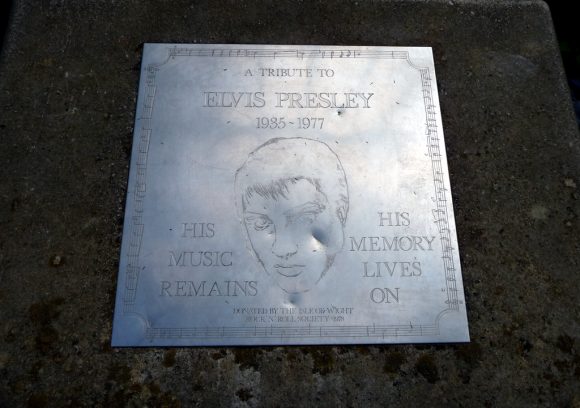 A TRIBUTE TO
ELVIS PRESLEY
1935~1977
HIS
MUSIC
REMAINS
HIS
MEMORY
LIVES
ON
DONATED BY THE ISLE OF WIGHT
ROCK 'N' ROLL SOCIETY